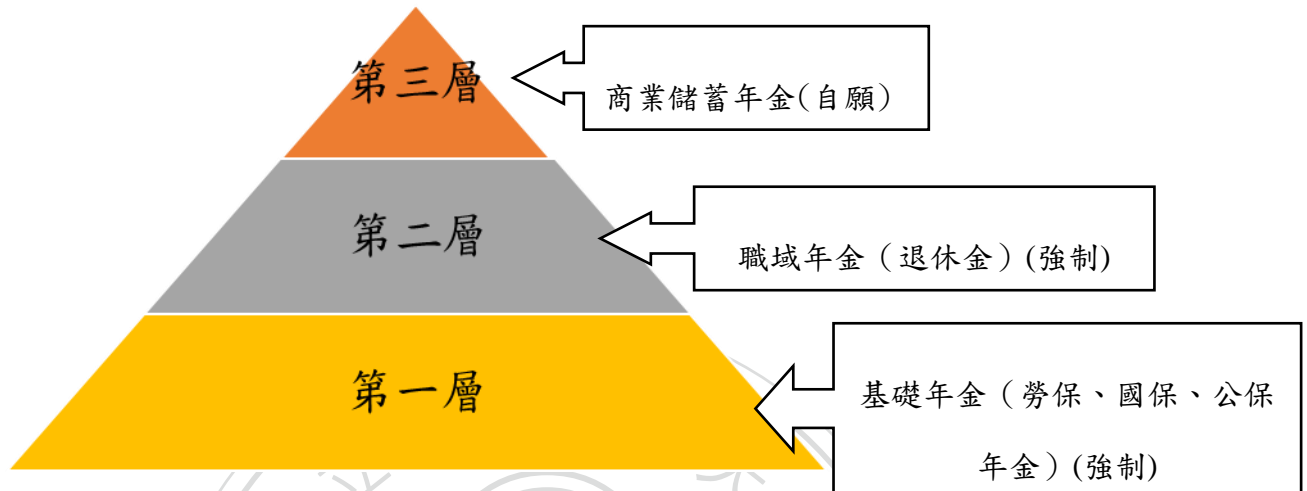 第三層
商業儲蓄年金(自願)
第二層
職域年金（退休金）(強制)
第一層
基礎年金（勞保、國保、公保
年金）(強制)